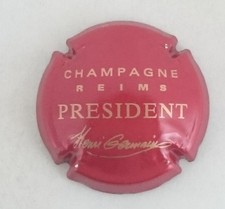 CHAMPAGNE
REIMS
PRESIDENT
Henri Germain